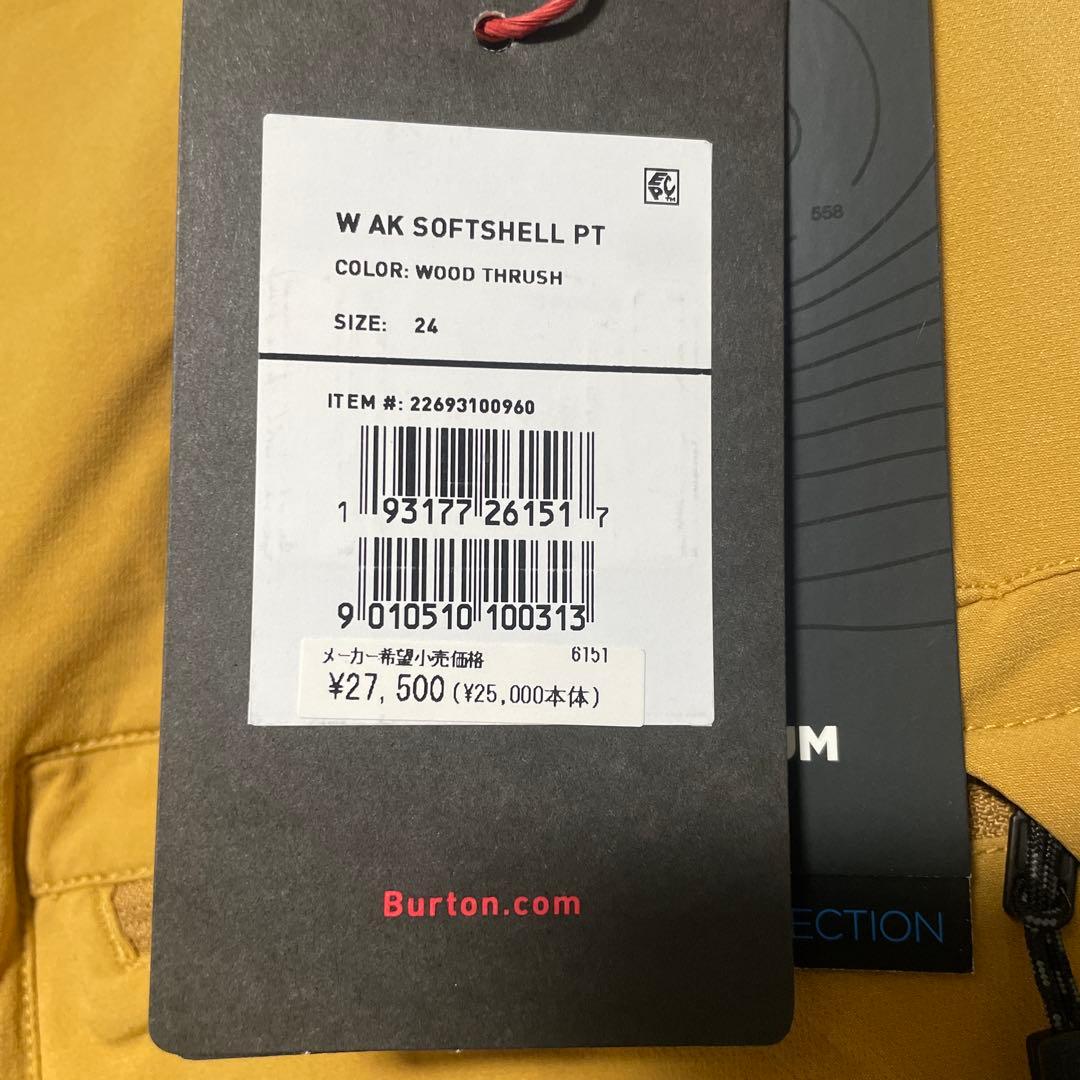 EPC™
W AK SOFTSHELL PT
COLOR: WOOD THRUSH
SIZE: 24
ITEM #: 22693100960
1 93177 26151 7
9 010510 100313
メーカー希望小売価格 6151
¥27,500 (¥25,000本体)
Burton.com
558
UM
ECTION